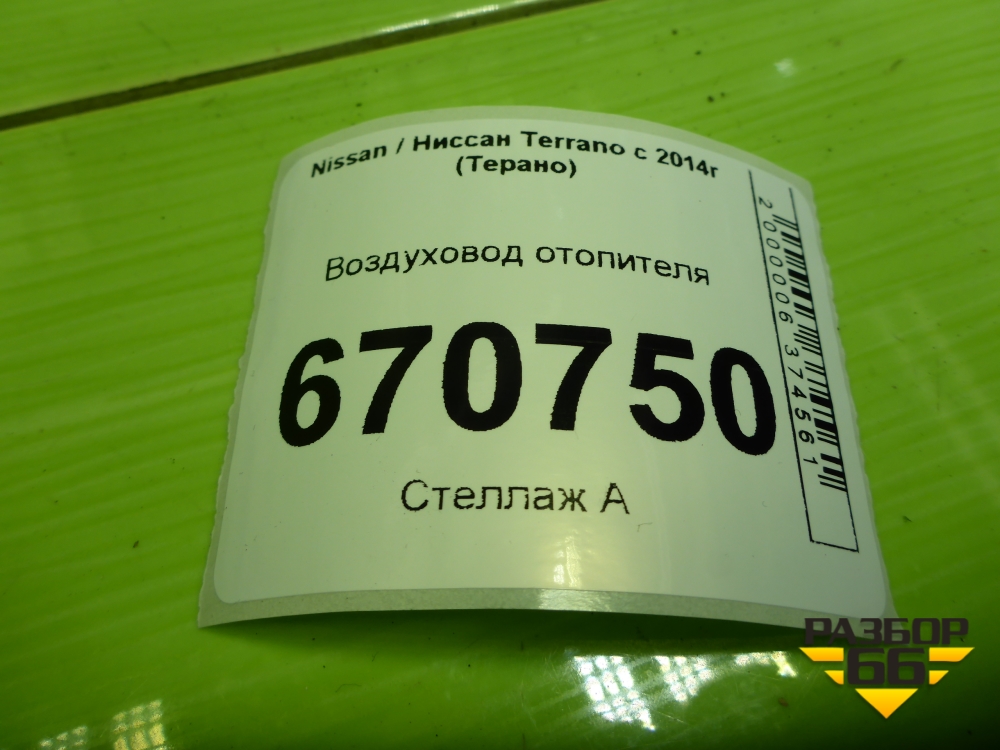 Nissan / Ниссан Terrano с 2014г
(Терано)
Воздуховод отопителя
670750
Стеллаж А
2000006374561
РАЗБОР
66